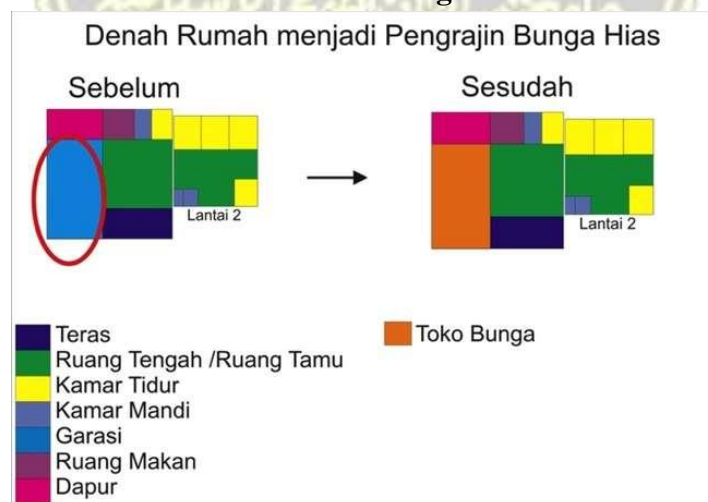 Denah Rumah menjadi Pengrajin Bunga Hias
Sebelum
Sesudah
Lantai 2
Lantai 2
Teras
Ruang Tengah /Ruang Tamu
Kamar Tidur
Kamar Mandi
Garasi
Ruang Makan
Dapur
Toko Bunga